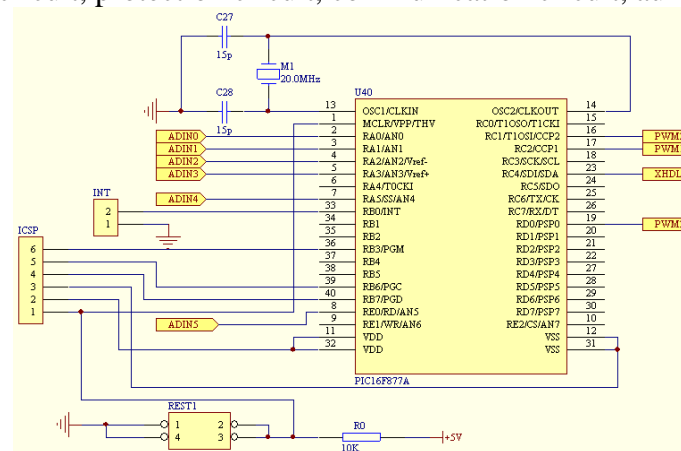 C27
15p
M1
20.0MHz
C28
15p
U40
13 OSC1/CLKIN OSC2/CLKOUT 14
1 MCLR/VPP/THV RC0/T1OSO/T1CKI 15
ADIN0 2 RA0/AN0 RC1/T1OSI/CCP2 16
ADIN1 3 RA1/AN1 RC2/CCP1 17
ADIN2 4 RA2/AN2/Vref- RC3/SCK/SCL 18
ADIN3 5 RA3/AN3/Vref+ RC4/SDI/SDA 23 XHDL
6 RA4/T0CKI RC5/SDO 24
ADIN4 7 RA5/SS/AN4 RC6/TX/CK 25
INT 2 33 RB0/INT RC7/RX/DT 26
1 34 RB1 RD0/PSP0 19
35 RB2 RD1/PSP1 20
ICSP 6 36 RB3/PGM RD2/PSP2 21
5 37 RB4 RD3/PSP3 22
4 38 RB5 RD4/PSP4 27
3 39 RB6/PGC RD5/PSP5 28
2 40 RB7/PGD RD6/PSP6 29
1 8 RE0/RD/AN5 RD7/PSP7 30
ADIN5 9 RE1/WR/AN6 RE2/CS/AN7 10
11 VDD VSS 12
32 VDD VSS 31
PIC16F877A
REST1
1 2
4 3
R0
10K
+5V